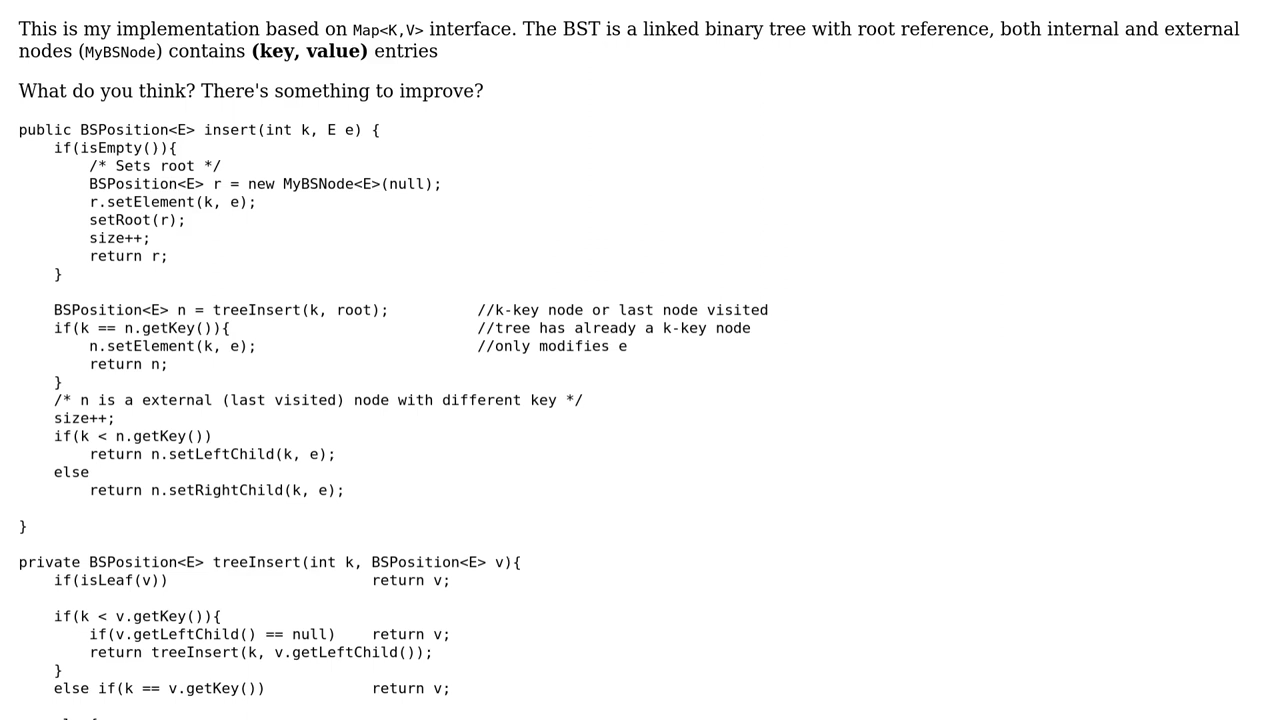 This is my implementation based on Map<K,V> interface. The BST is a linked binary tree with root reference, both internal and external
nodes (MyBSNode) contains (key, value) entries
What do you think? There's something to improve?
public BSPosition<E> insert(int k, E e) {
    if(isEmpty()){
        /* Sets root */
        BSPosition<E> r = new MyBSNode<E>(null);
        r.setElement(k, e);
        setRoot(r);
        size++;
        return r;
    }
    BSPosition<E> n = treeInsert(k, root);          //k-key node or last node visited
    if(k == n.getKey()){                            //tree has already a k-key node
        n.setElement(k, e);                         //only modifies e
        return n;
    }
    /* n is a external (last visited) node with different key */
    size++;
    if(k < n.getKey())
        return n.setLeftChild(k, e);
    else
        return n.setRightChild(k, e);
}
private BSPosition<E> treeInsert(int k, BSPosition<E> v){
    if(isLeaf(v))                       return v;
    if(k < v.getKey()){
        if(v.getLeftChild() == null)    return v;
        return treeInsert(k, v.getLeftChild());
    }
    else if(k == v.getKey())            return v;